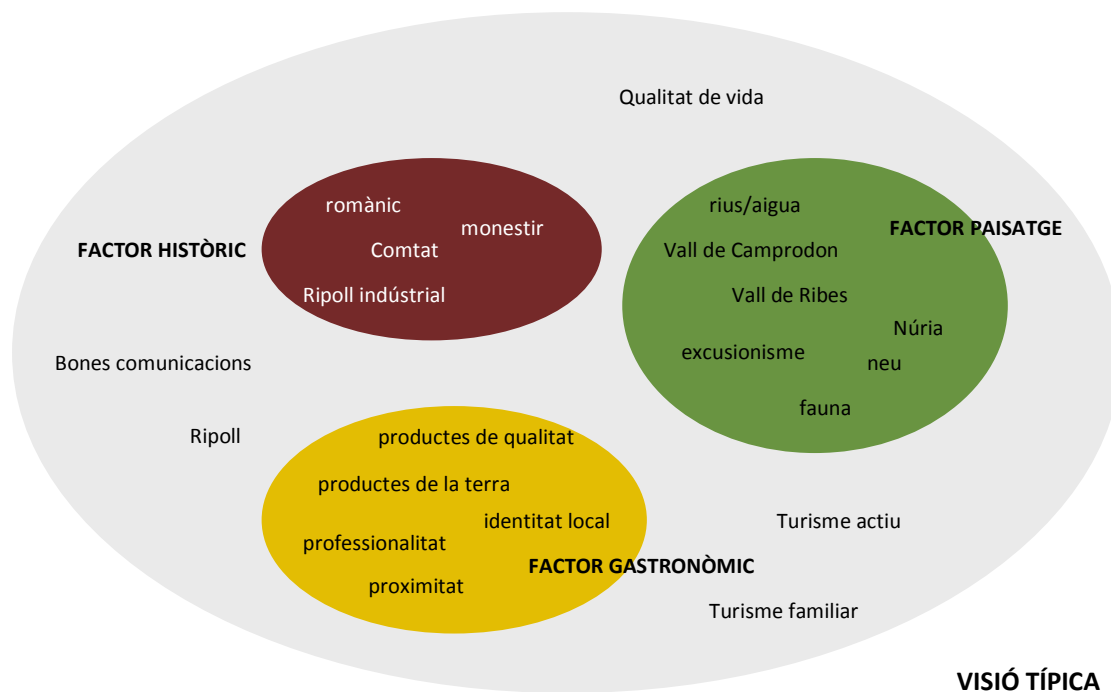 Qualitat de vida
FACTOR HISTÒRIC
romànic
monestir
Comtat
Ripoll indústrial
rius/aigua
FACTOR PAISATGE
Vall de Camprodon
Vall de Ribes
Núria
excusionisme
neu
fauna
Bones comunicacions
Ripoll
productes de qualitat
productes de la terra
identitat local
professionalitat
FACTOR GASTRONÒMIC
proximitat
Turisme actiu
Turisme familiar
VISIÓ TÍPICA